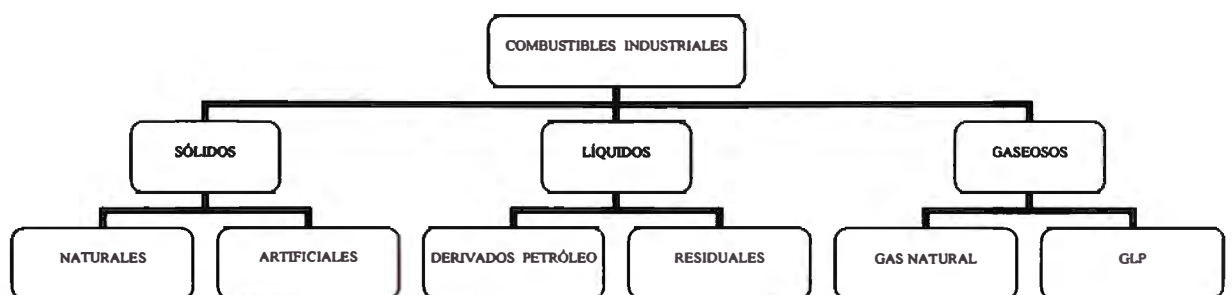 COMBUSTIBLES INDUSTRIALES
SÓLIDOS
LÍQUIDOS
GASEOSOS
NATURALES
ARTIFICIALES
DERIVADOS PETRÓLEO
RESIDUALES
GAS NATURAL
GLP